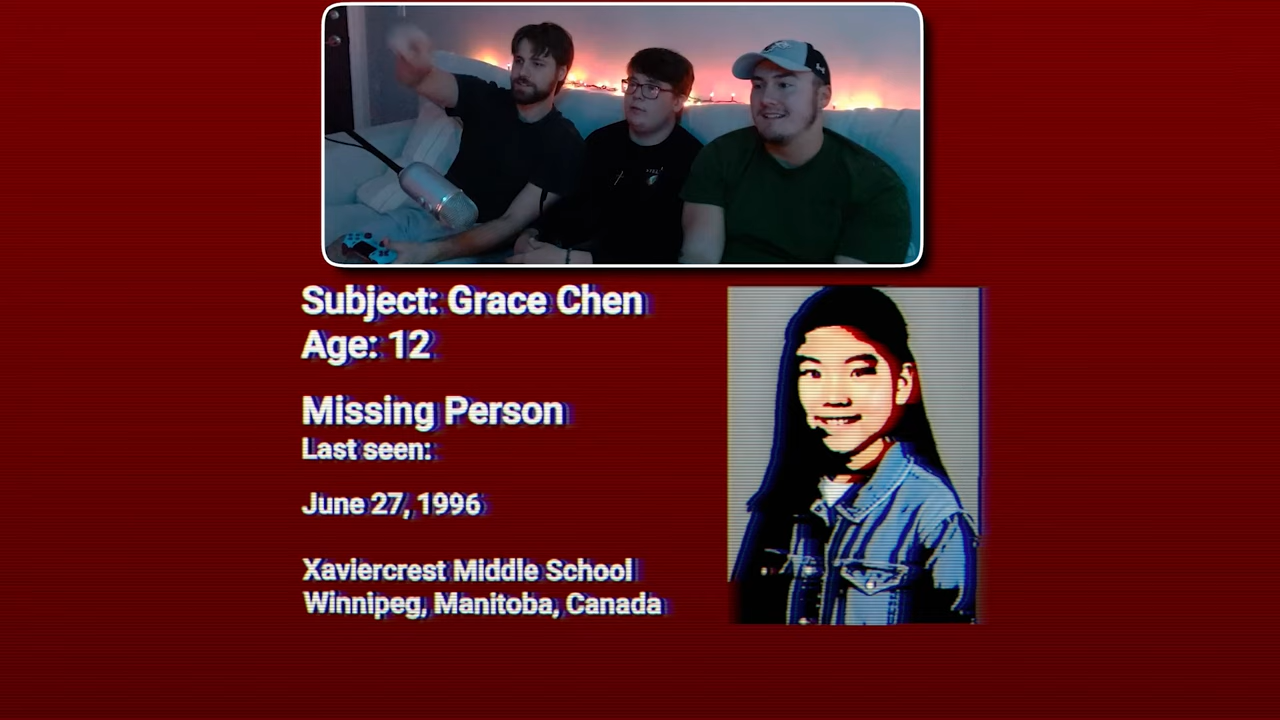 Subject: Grace Chen
Age: 12
Missing Person
Last seen:
June 27, 1996
Xaviercrest Middle School
Winnipeg, Manitoba, Canada